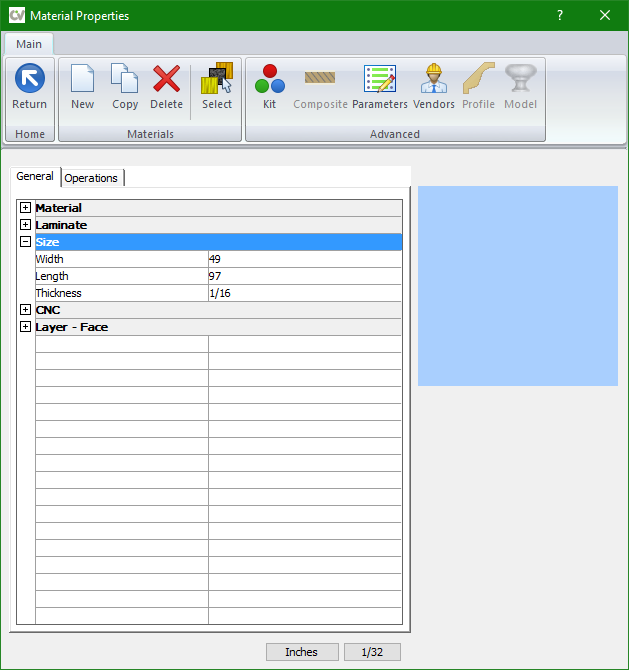 CV Material Properties ?
Main
Return New Copy Delete Select Kit Composite Parameters Vendors Profile Model
Home Materials Advanced
General Operations
Material
Laminate
Size
Width 49
Length 97
Thickness 1/16
CNC
Layer - Face
Inches 1/32